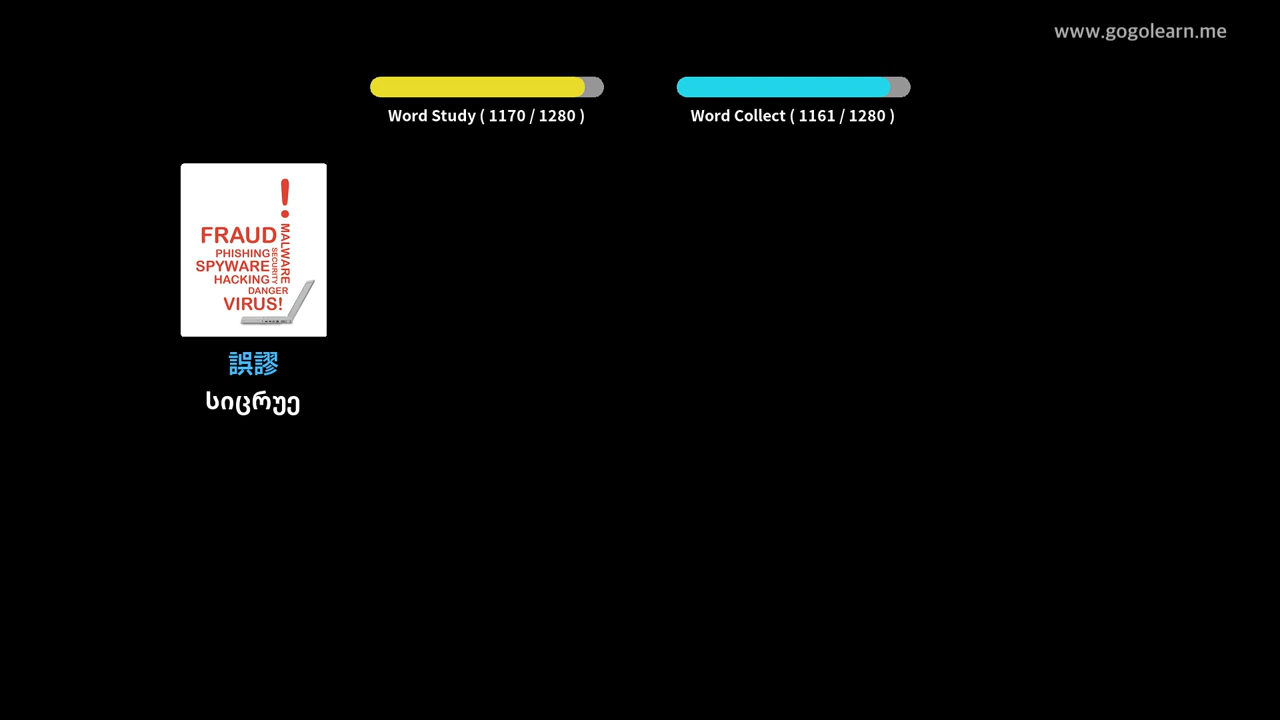 www.gogolearn.me
Word Study ( 1170 / 1280 )
Word Collect ( 1161 / 1280 )
!
FRAUD
MALWARE
PHISHING
SECURITY
SPYWARE
HACKING
DANGER
VIRUS!
誤謬
სიცრუე